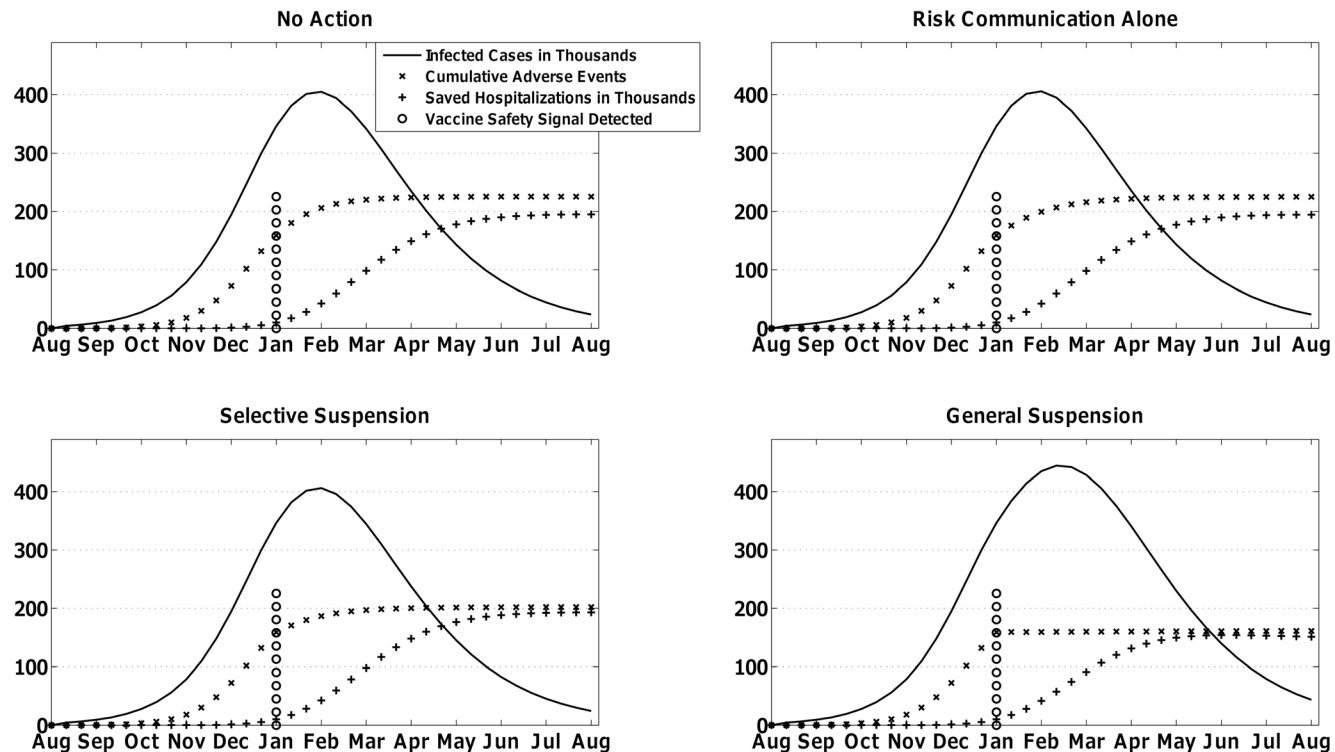 No Action
Infected Cases in Thousands
Cumulative Adverse Events
Saved Hospitalizations in Thousands
Vaccine Safety Signal Detected
400
300
200
100
0
Aug Sep Oct Nov Dec Jan Feb Mar Apr May Jun Jul Aug
Risk Communication Alone
400
300
200
100
0
Aug Sep Oct Nov Dec Jan Feb Mar Apr May Jun Jul Aug
Selective Suspension
400
300
200
100
0
Aug Sep Oct Nov Dec Jan Feb Mar Apr May Jun Jul Aug
General Suspension
400
300
200
100
0
Aug Sep Oct Nov Dec Jan Feb Mar Apr May Jun Jul Aug